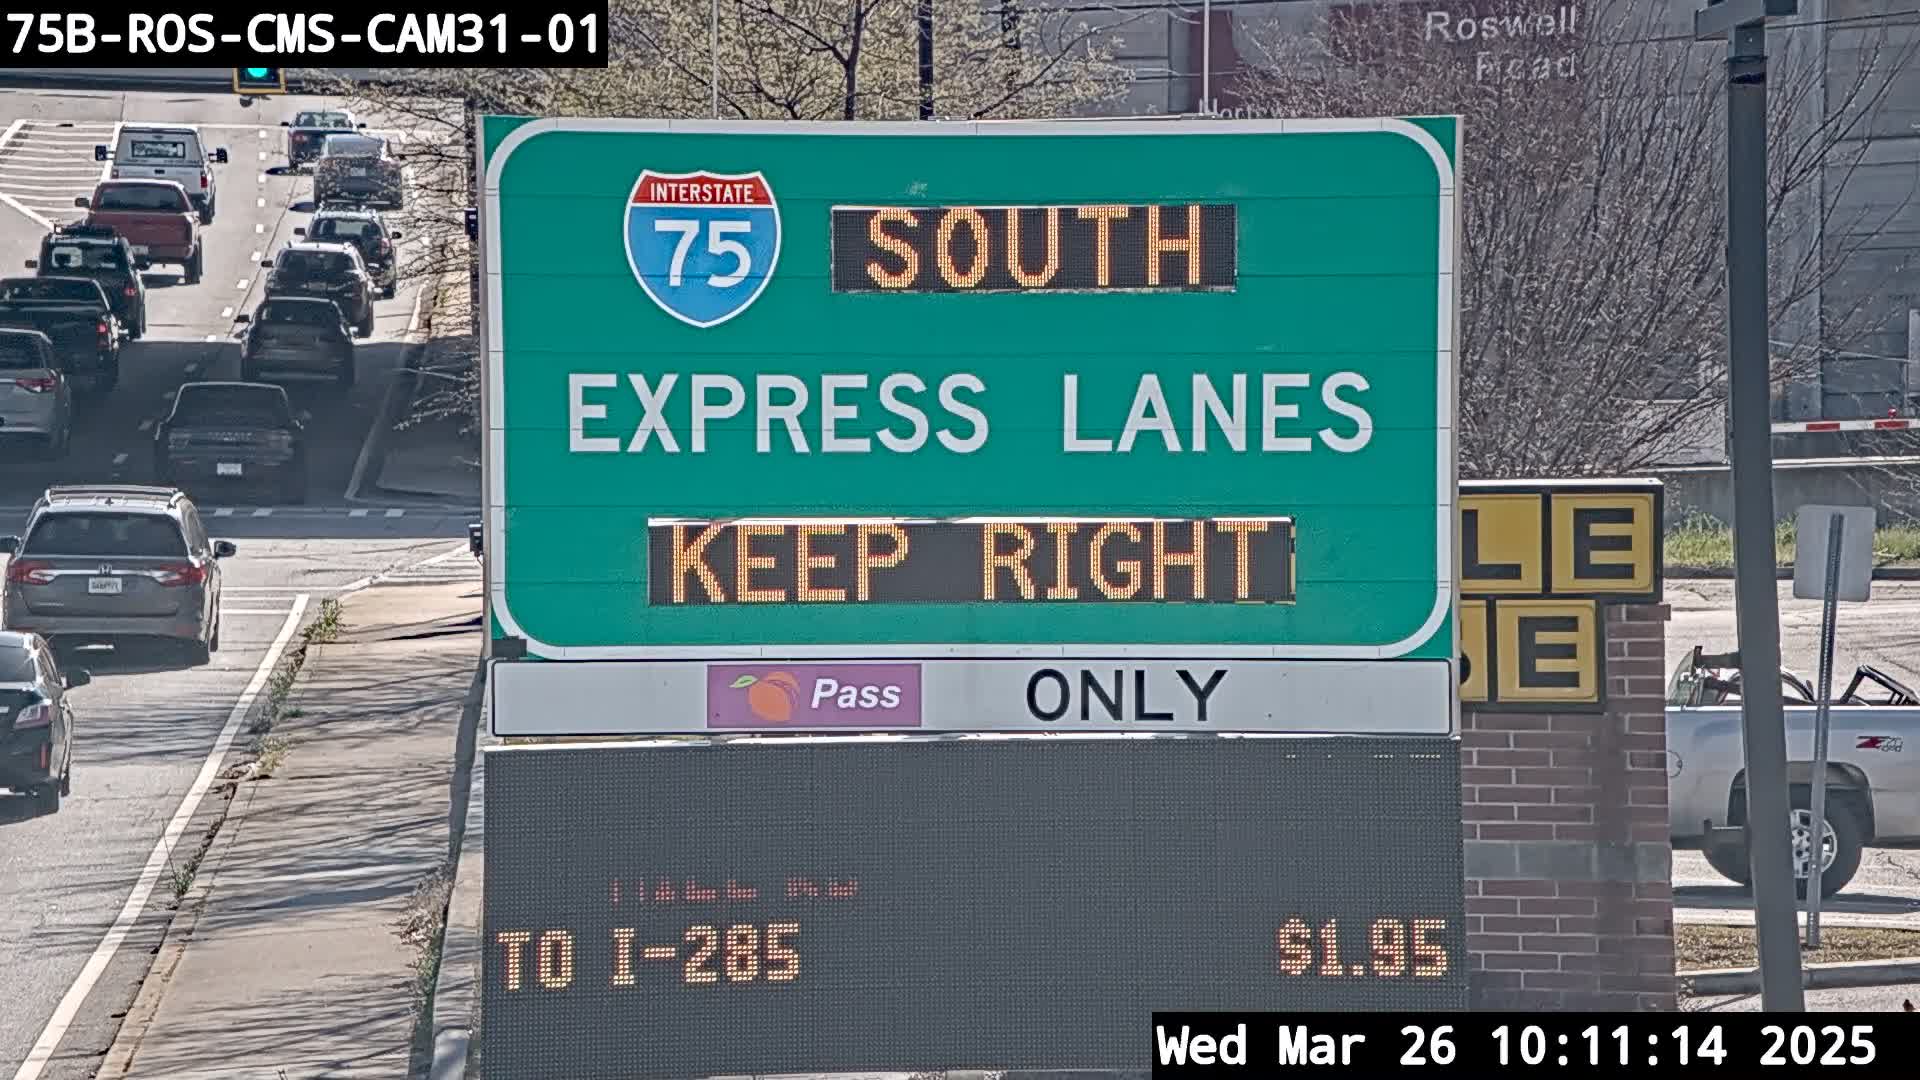 75B-ROS-CMS-CAM31-01
Roswell
Road
INTERSTATE
75
SOUTH
EXPRESS LANES
KEEP RIGHT
Pass
ONLY
TO I-285
$1.95
LE
E
Wed Mar 26 10:11:14 2025